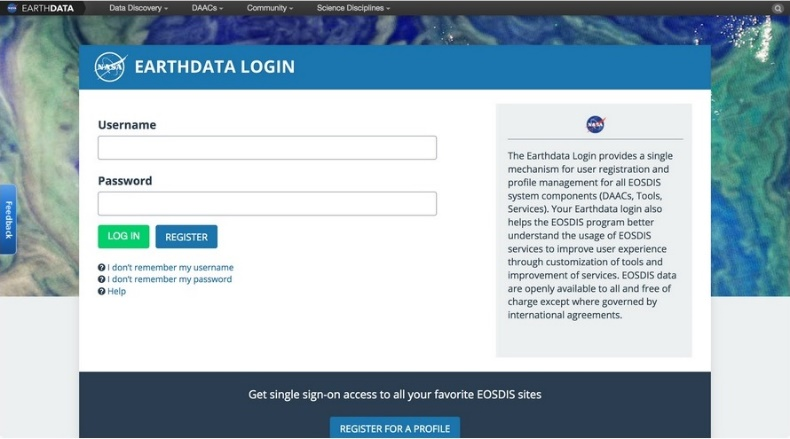 EARTHDATA Data Discovery DAACs Community Science Disciplines
NASA EARTHDATA LOGIN
Username
Password
LOG IN REGISTER
I don't remember my username
I don't remember my password
Help
Feedback
NASA
The Earthdata Login provides a single
mechanism for user registration and
profile management for all EOSDIS
system components (DAACs, Tools,
Services). Your Earthdata login also
helps the EOSDIS program better
understand the usage of EOSDIS
services to improve user experience
through customization of tools and
improvement of services. EOSDIS data
are openly available to all and free of
charge except where governed by
international agreements.
Get single sign-on access to all your favorite EOSDIS sites
REGISTER FOR A PROFILE